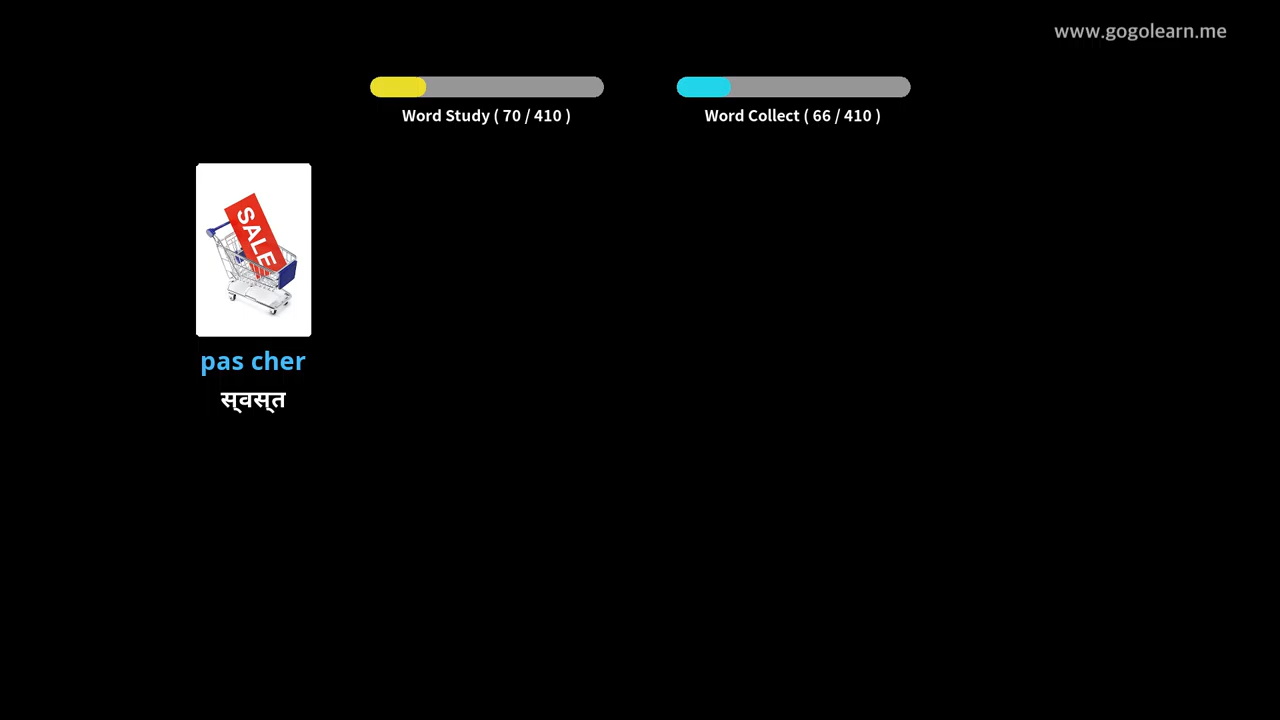 www.gogolearn.me
Word Study ( 70 / 410 )
Word Collect ( 66 / 410 )
SALE
pas cher
स्वस्त